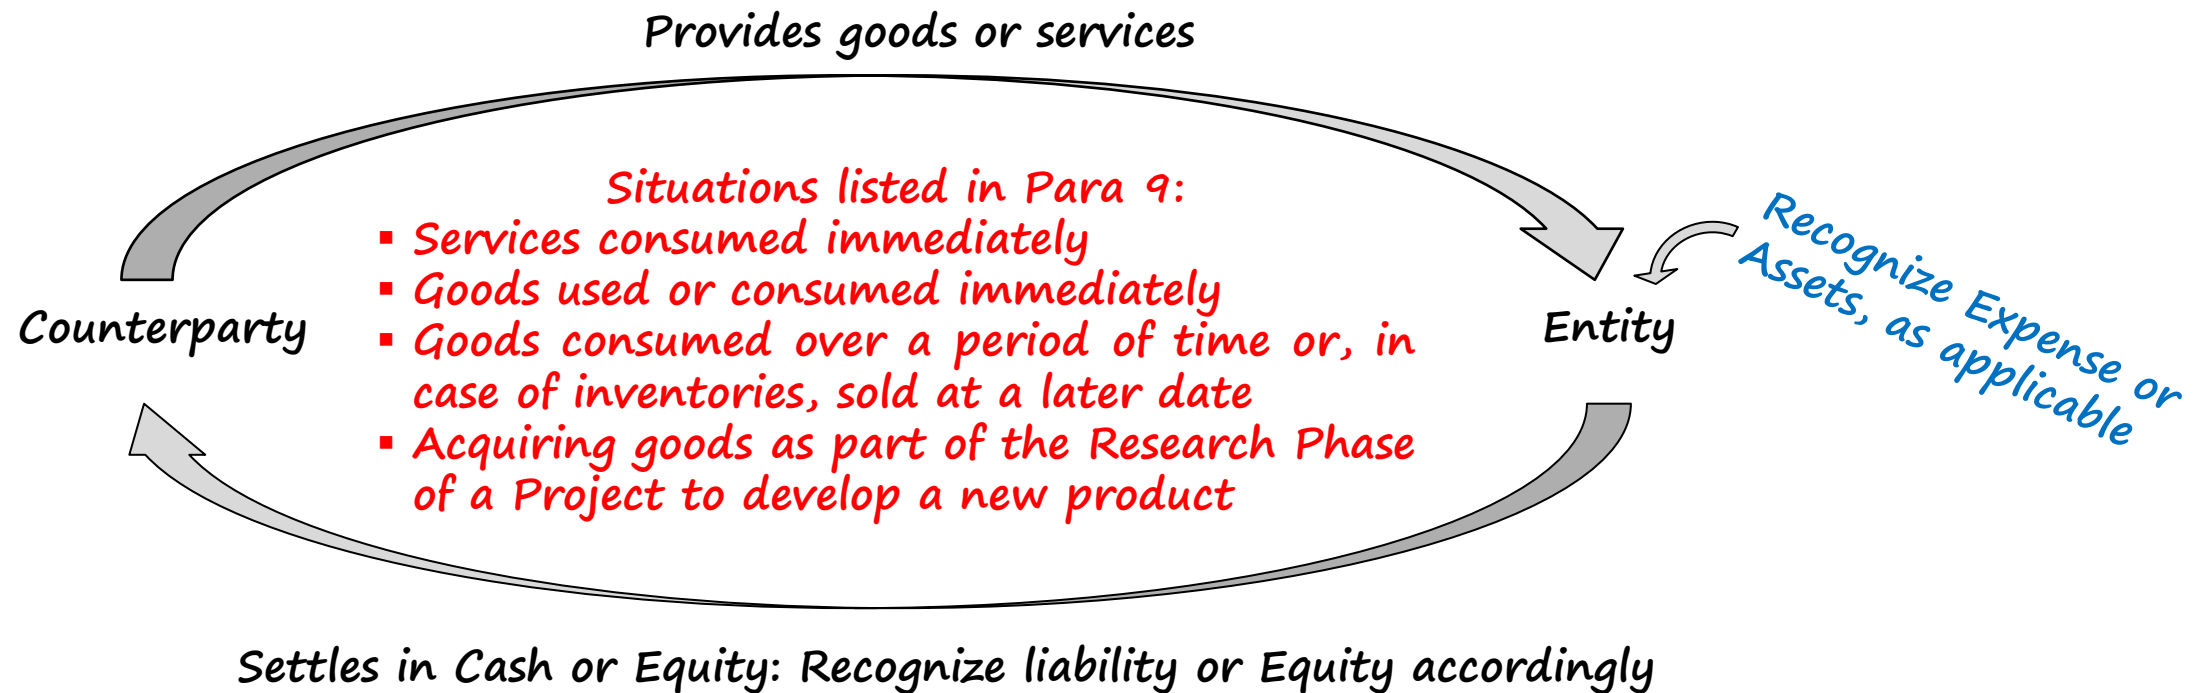 Provides goods or services
Situations listed in Para 9:
▪ Services consumed immediately
▪ Goods used or consumed immediately
▪ Goods consumed over a period of time or, in
case of inventories, sold at a later date
▪ Acquiring goods as part of the Research Phase
of a Project to develop a new product
Counterparty
Entity
Recognize Expense or
Assets, as applicable
Settles in Cash or Equity: Recognize liability or Equity accordingly